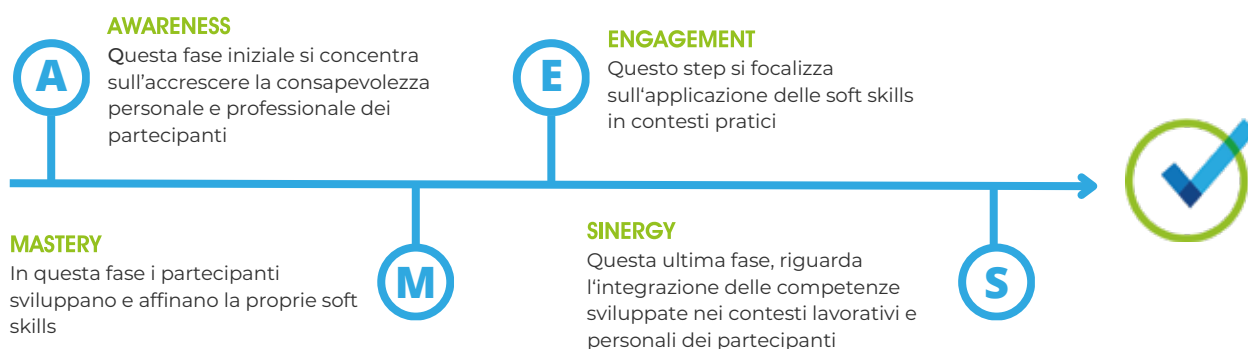 A
AWARENESS
Questa fase iniziale si concentra
sull'accrescere la consapevolezza
personale e professionale dei
partecipanti
MASTERY
In questa fase i partecipanti
sviluppano e affinano la proprie soft
skills
M
E
ENGAGEMENT
Questo step si focalizza
sull‘applicazione delle soft skills
in contesti pratici
SINERGY
Questa ultima fase, riguarda
l‘integrazione delle competenze
sviluppate nei contesti lavorativi e
personali dei partecipanti
S